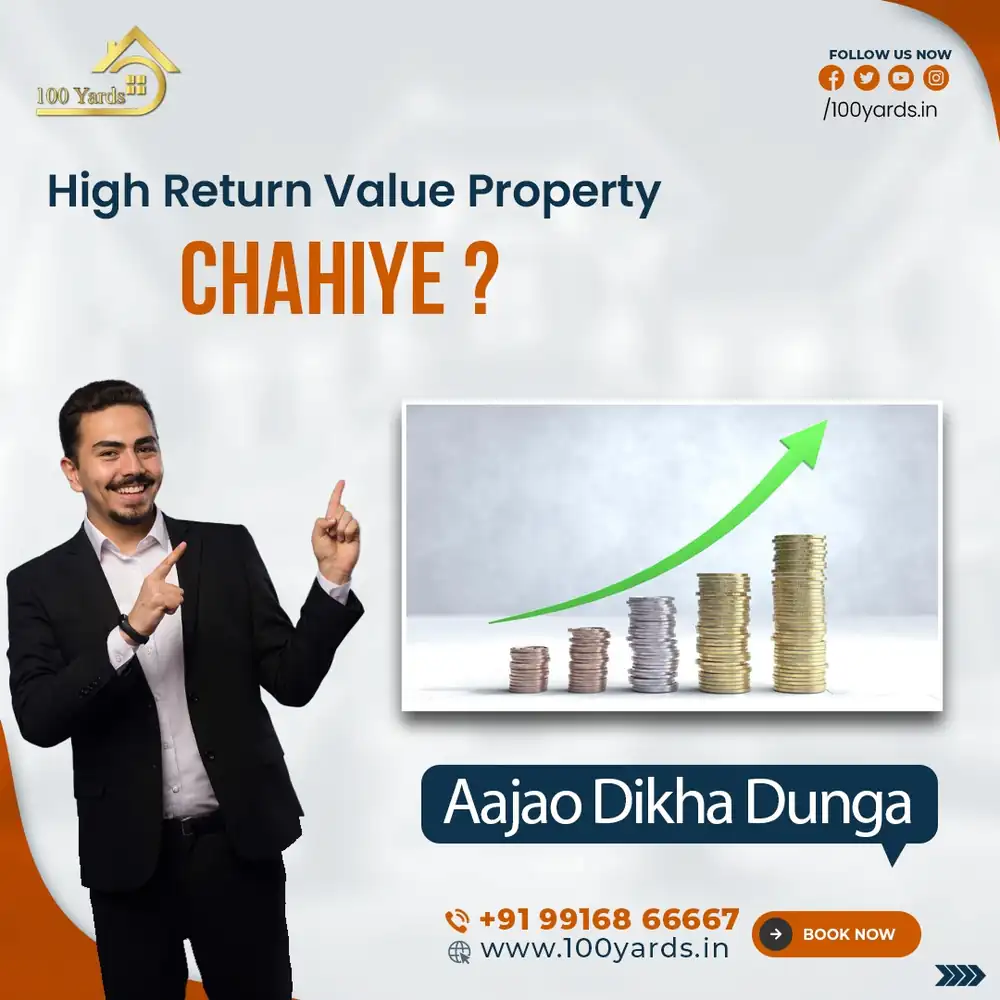 100 Yards
FOLLOW US NOW
/100yards.in
High Return Value Property
CHAHIYE ?
Aajao Dikha Dunga
+91 99168 66667
www.100yards.in
BOOK NOW